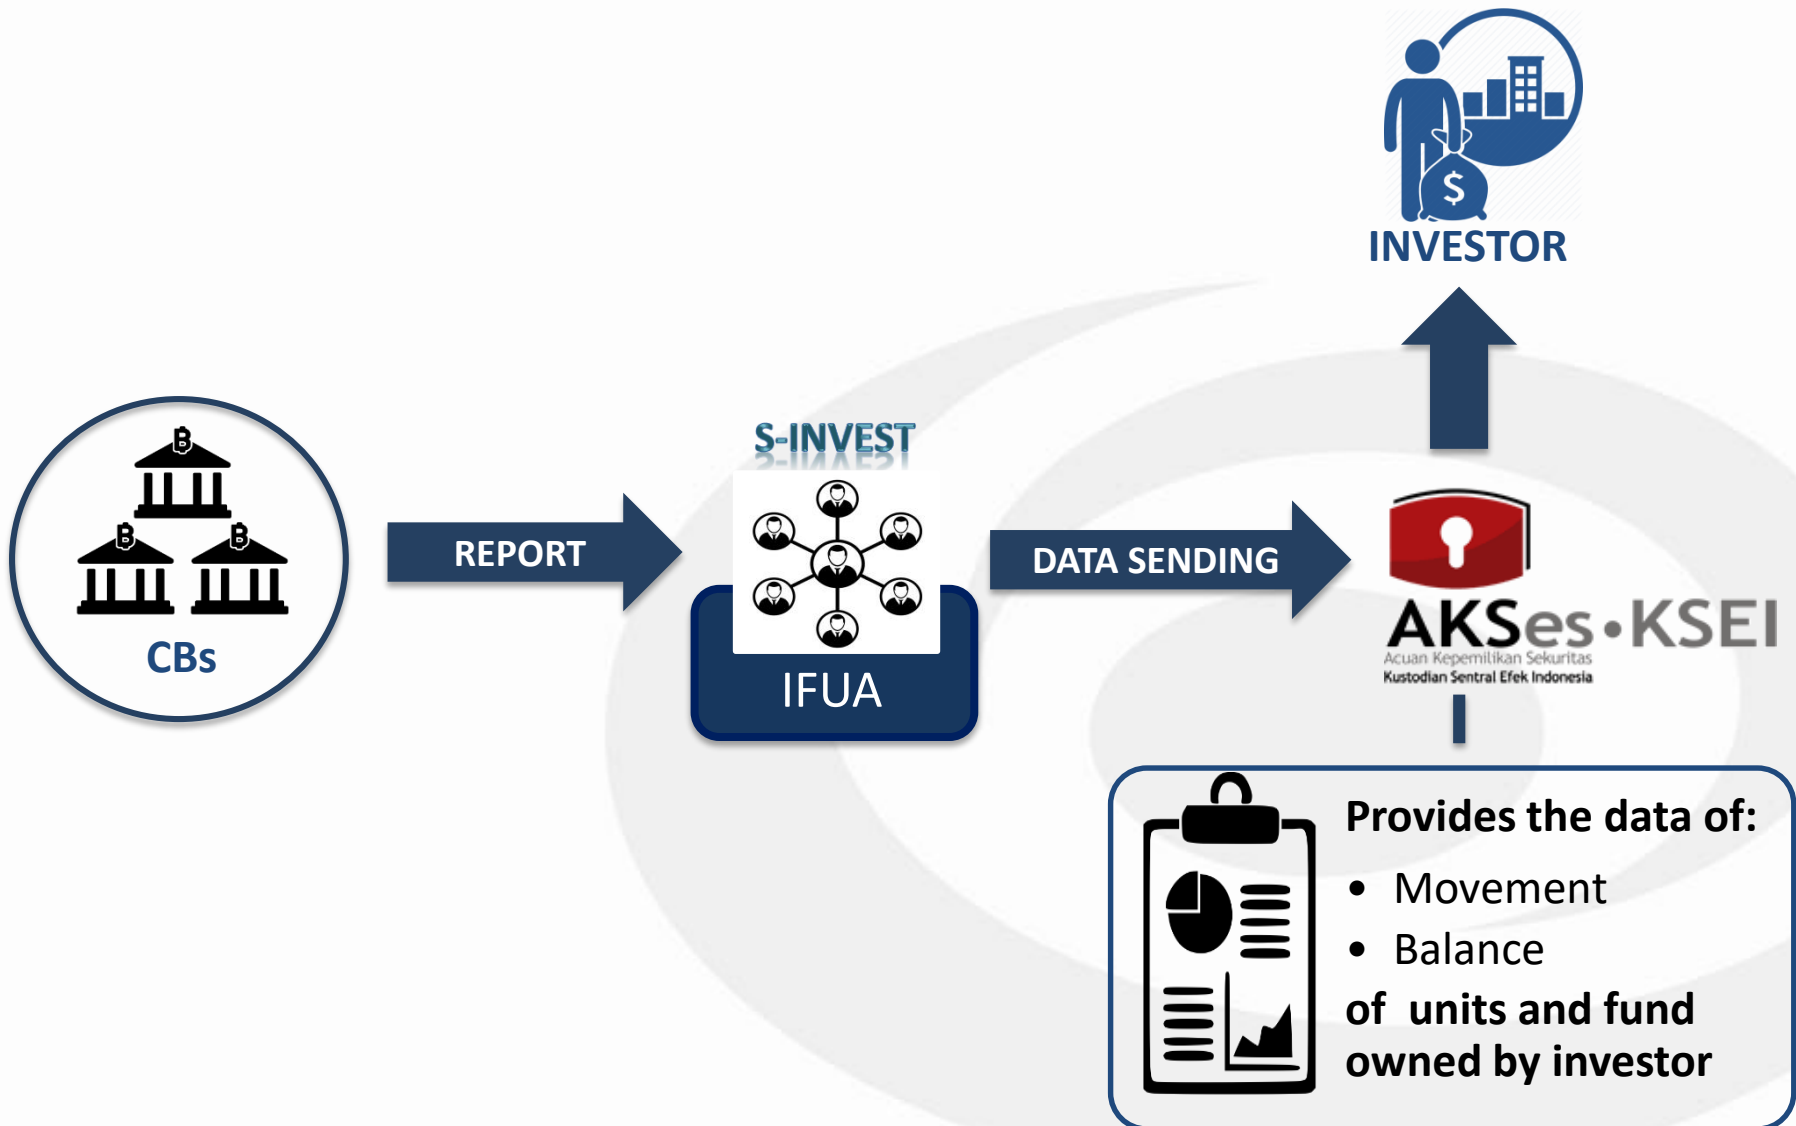 INVESTOR
S-INVEST
CBs
REPORT
IFUA
DATA SENDING
AKSes•KSEI
Acuan Kepemilikan Sekuritas
Kustodian Sentral Efek Indonesia
Provides the data of:
• Movement
• Balance
of units and fund
owned by investor